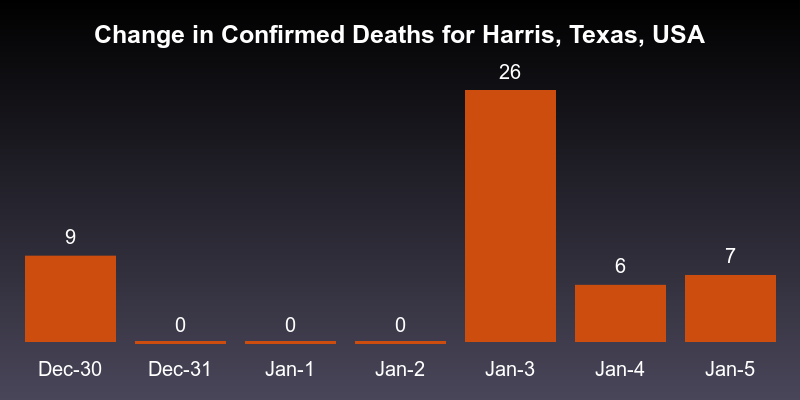 Change in Confirmed Deaths for Harris, Texas, USA
26
9
7
6
0 0 0
Dec-30 Dec-31 Jan-1 Jan-2 Jan-3 Jan-4 Jan-5